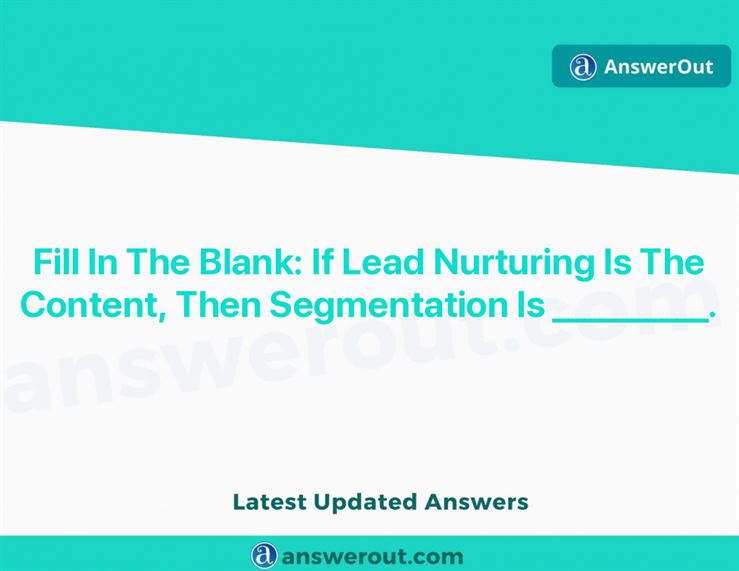 AnswerOut
Fill In The Blank: If Lead Nurturing Is The
Content, Then Segmentation Is __________.
answerout.com
Latest Updated Answers
answerout.com